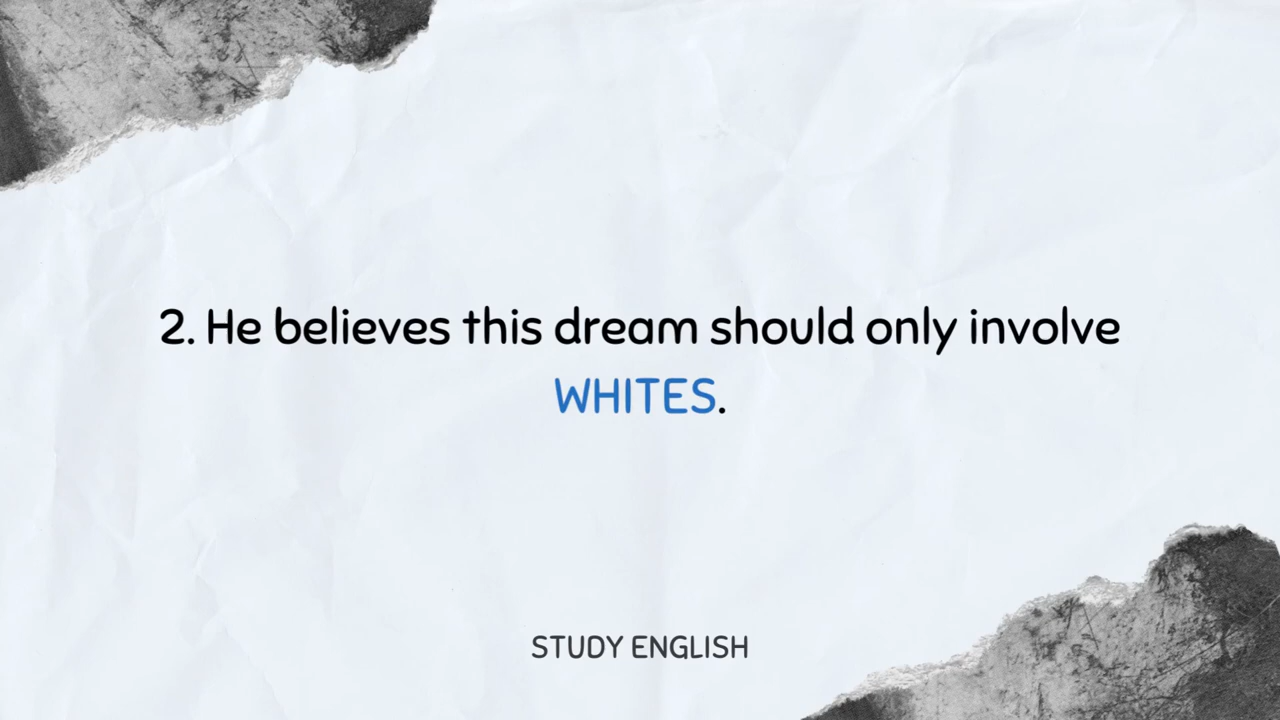 2. He believes this dream should only involve
WHITES.
STUDY ENGLISH